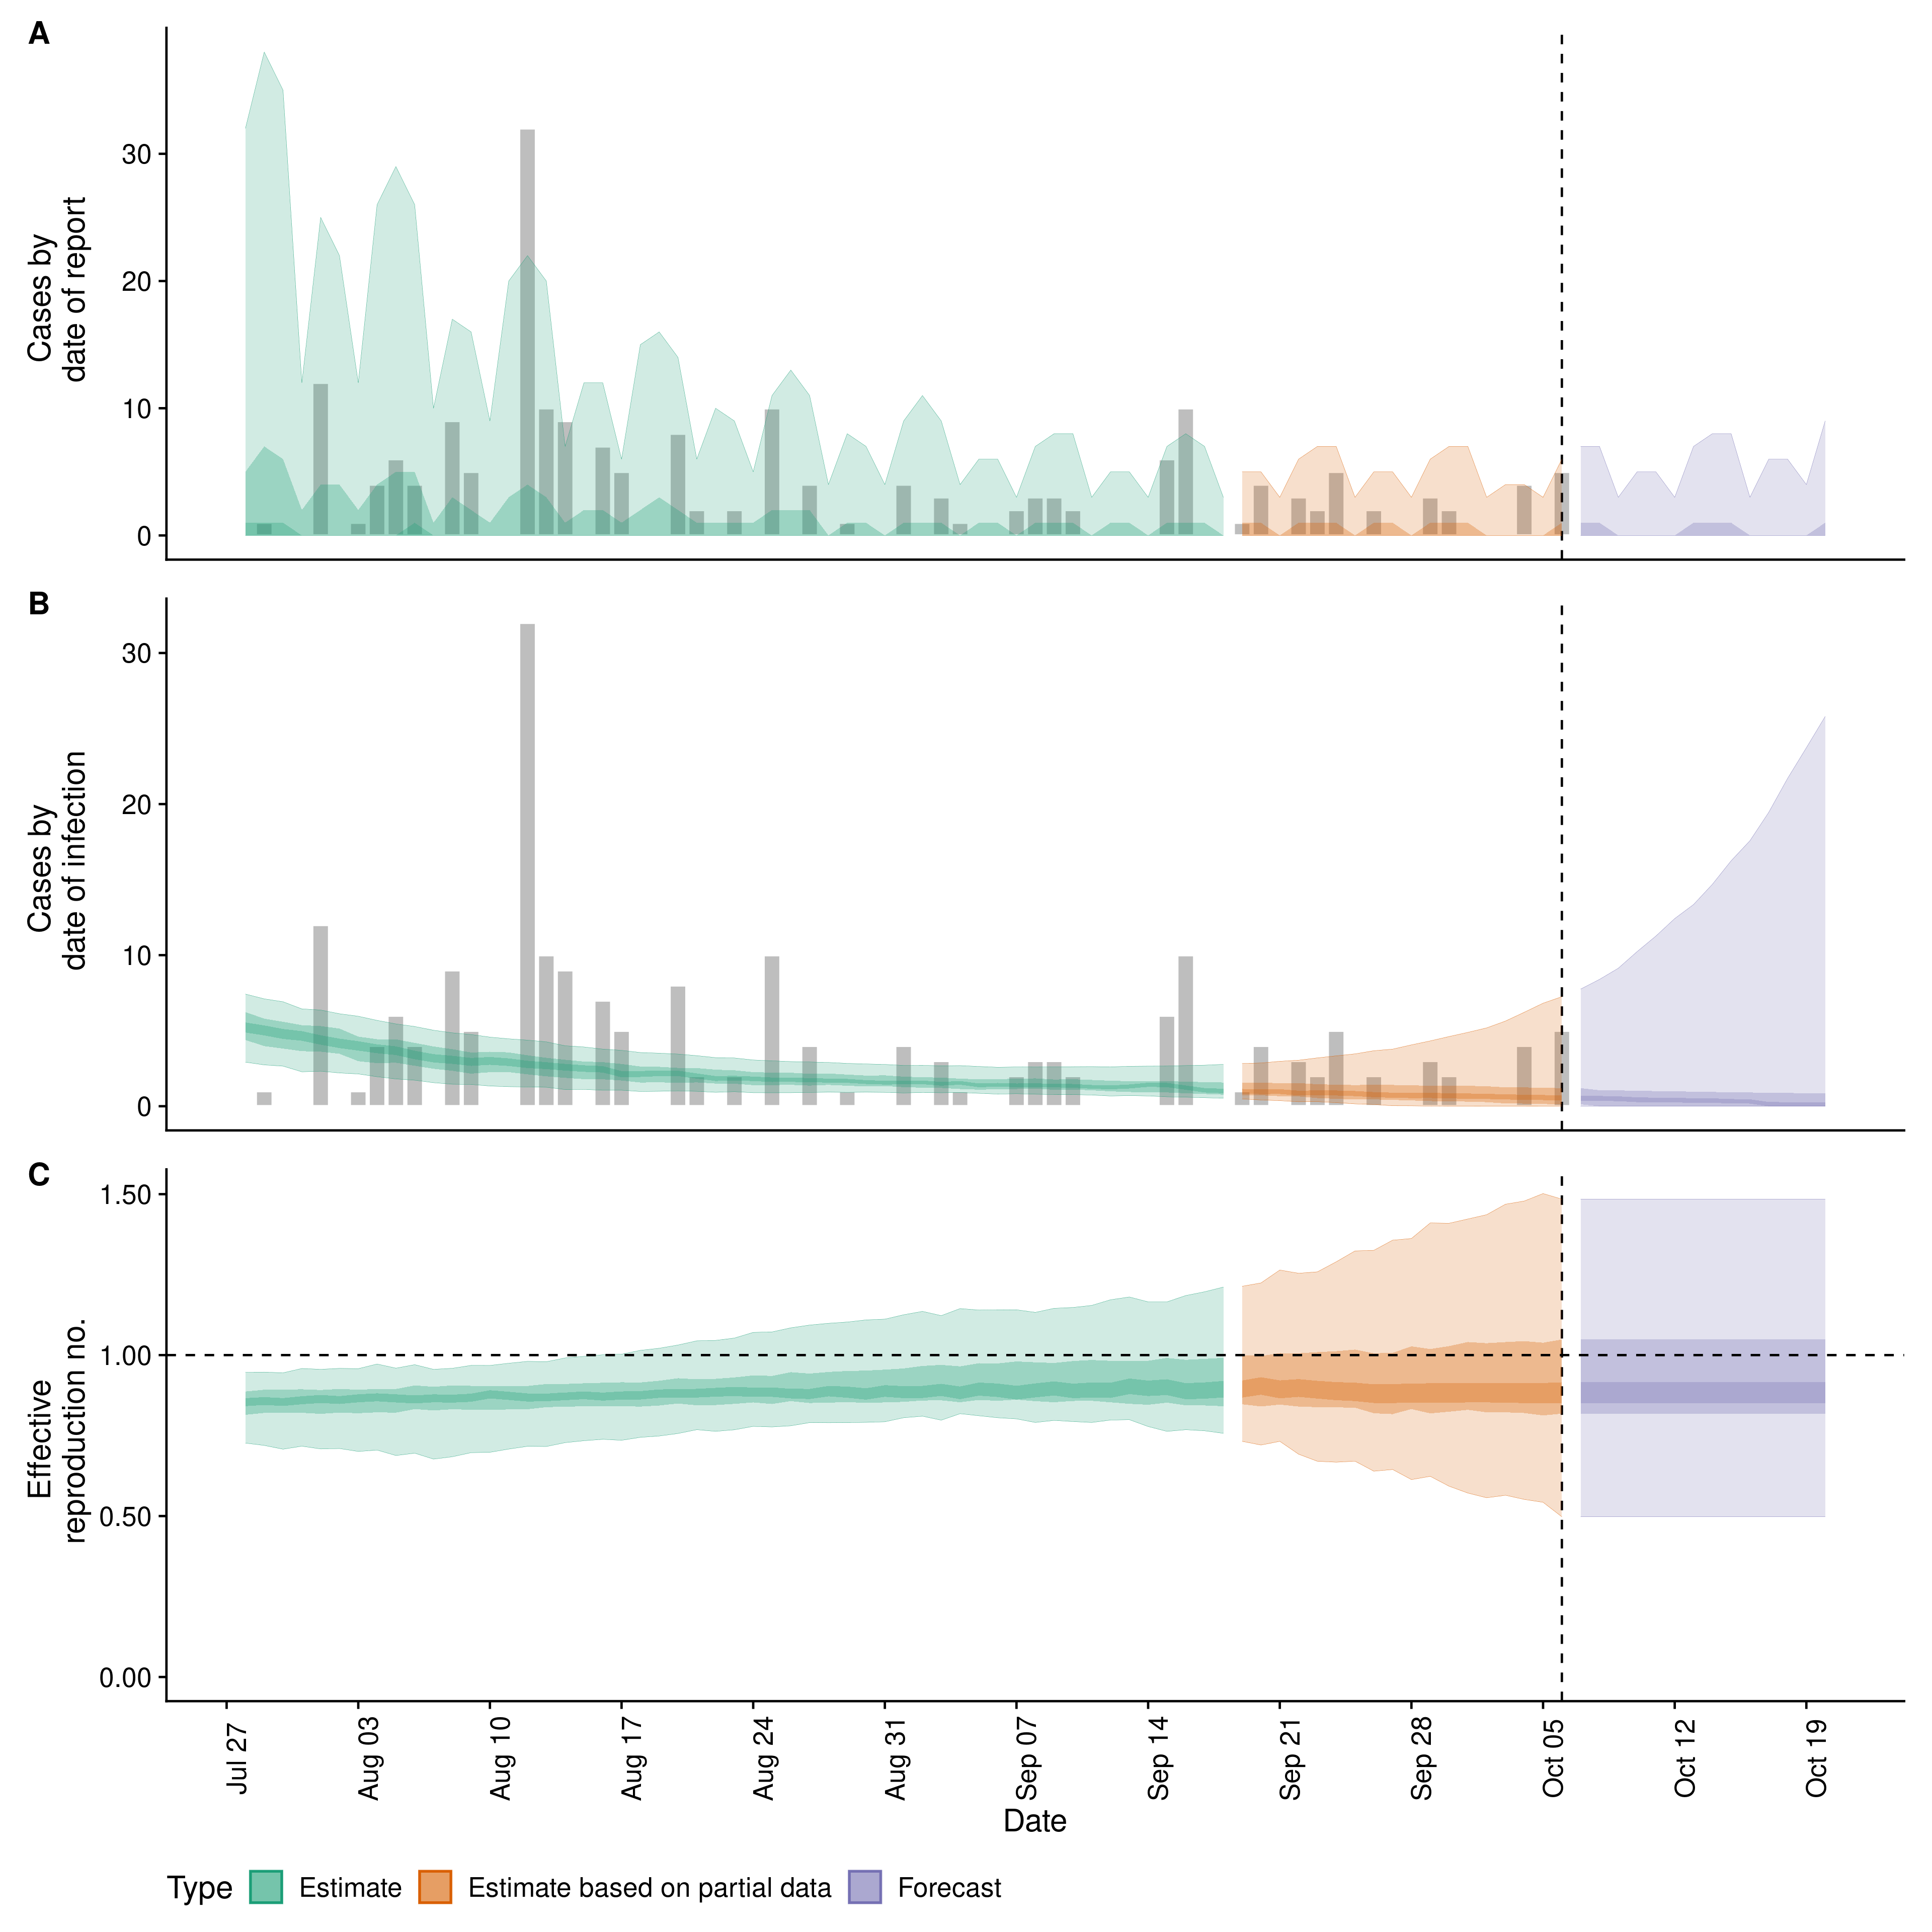 A
Cases by
date of report
30
20
10
0
B
Cases by
date of infection
30
20
10
0
C
Effective
reproduction no.
1.50
1.00
0.50
0.00
Jul 27
Aug 03
Aug 10
Aug 17
Aug 24
Aug 31
Sep 07
Sep 14
Sep 21
Sep 28
Oct 05
Oct 12
Oct 19
Date
Type Estimate Estimate based on partial data Forecast